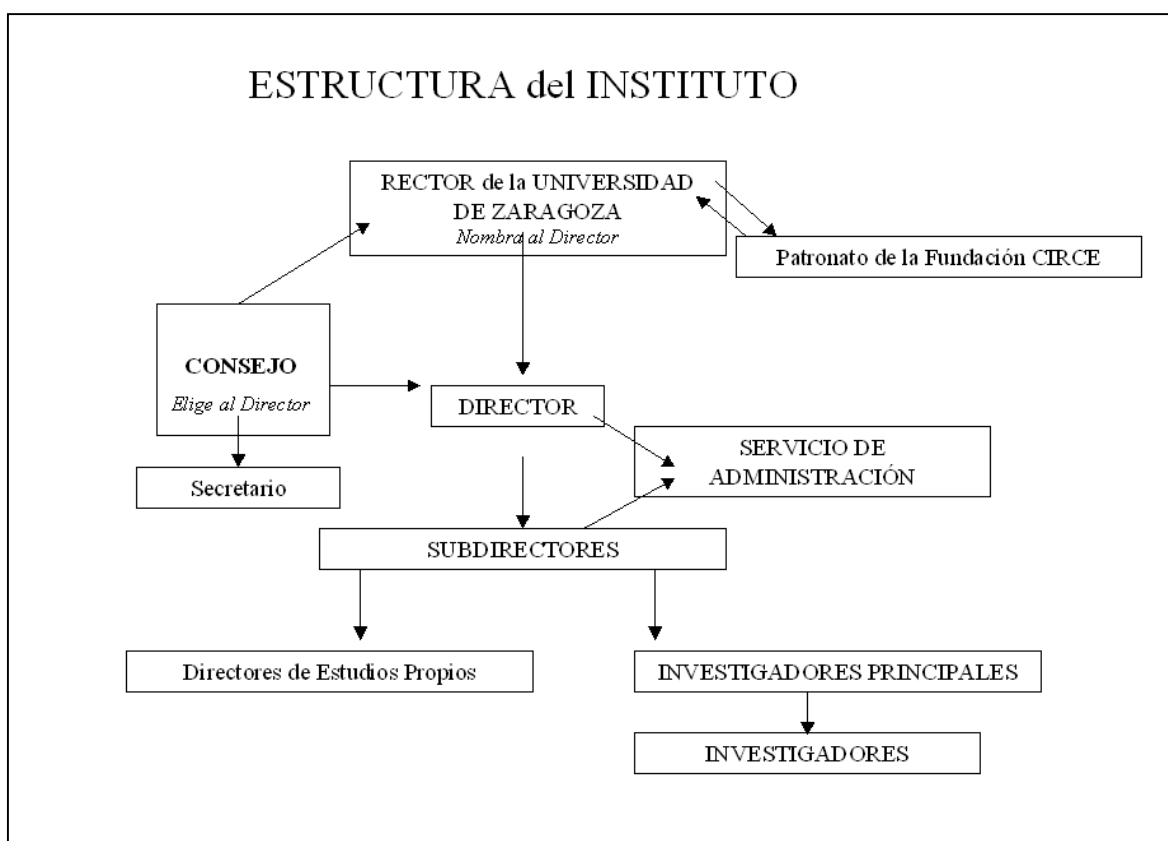 ESTRUCTURA del INSTITUTO
RECTOR de la UNIVERSIDAD
DE ZARAGOZA
Nombra al Director
Patronato de la Fundación CIRCE
CONSEJO
Elige al Director
DIRECTOR
SERVICIO DE
ADMINISTRACIÓN
Secretario
SUBDIRECTORES
Directores de Estudios Propios
INVESTIGADORES PRINCIPALES
INVESTIGADORES